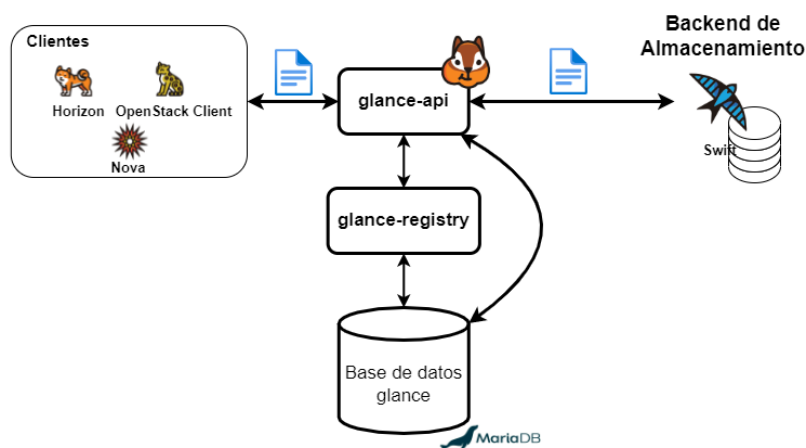 Clientes
Horizon
OpenStack Client
Nova
glance-api
Backend de
Almacenamiento
Swift
glance-registry
Base de datos
glance
MariaDB